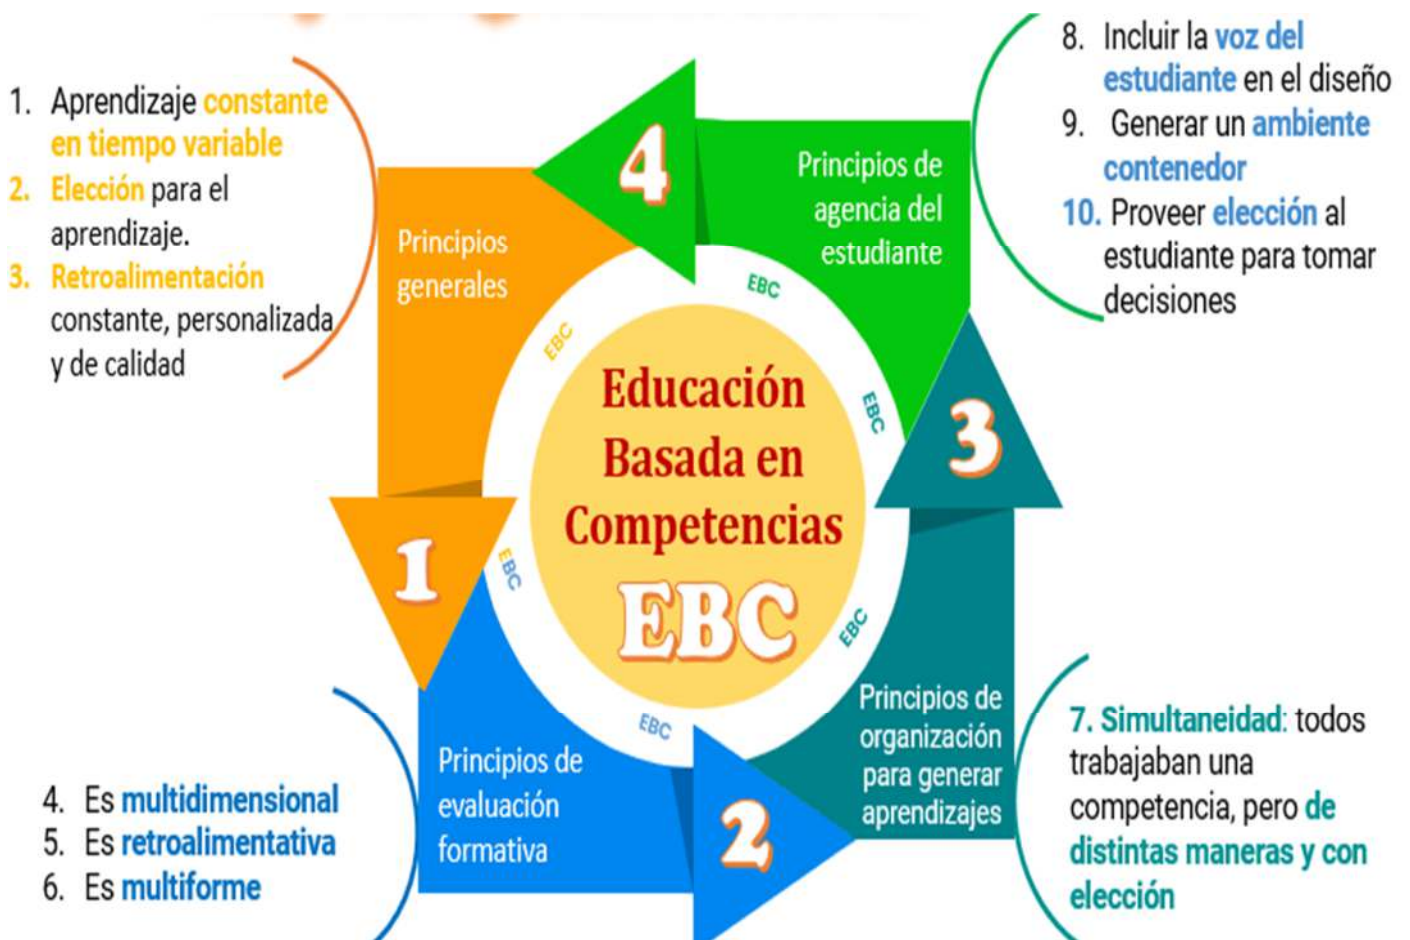 1. Aprendizaje constante
en tiempo variable
2. Elección para el
aprendizaje.
3. Retroalimentación
constante, personalizada
y de calidad
Principios
generales
1
4. Es multidimensional
5. Es retroalimentativa
6. Es multiforme
Principios de
evaluación
formativa
2
Principios de
organización
para generar
aprendizajes
7. Simultaneidad: todos
trabajaban una
competencia, pero de
distintas maneras y con
elección
3
Principios de
agencia del
estudiante
4
8. Incluir la voz del
estudiante en el diseño
9. Generar un ambiente
contenedor
10. Proveer elección al
estudiante para tomar
decisiones
Educación
Basada en
Competencias
EBC
EBC
EBC
EBC
EBC
EBC
EBC